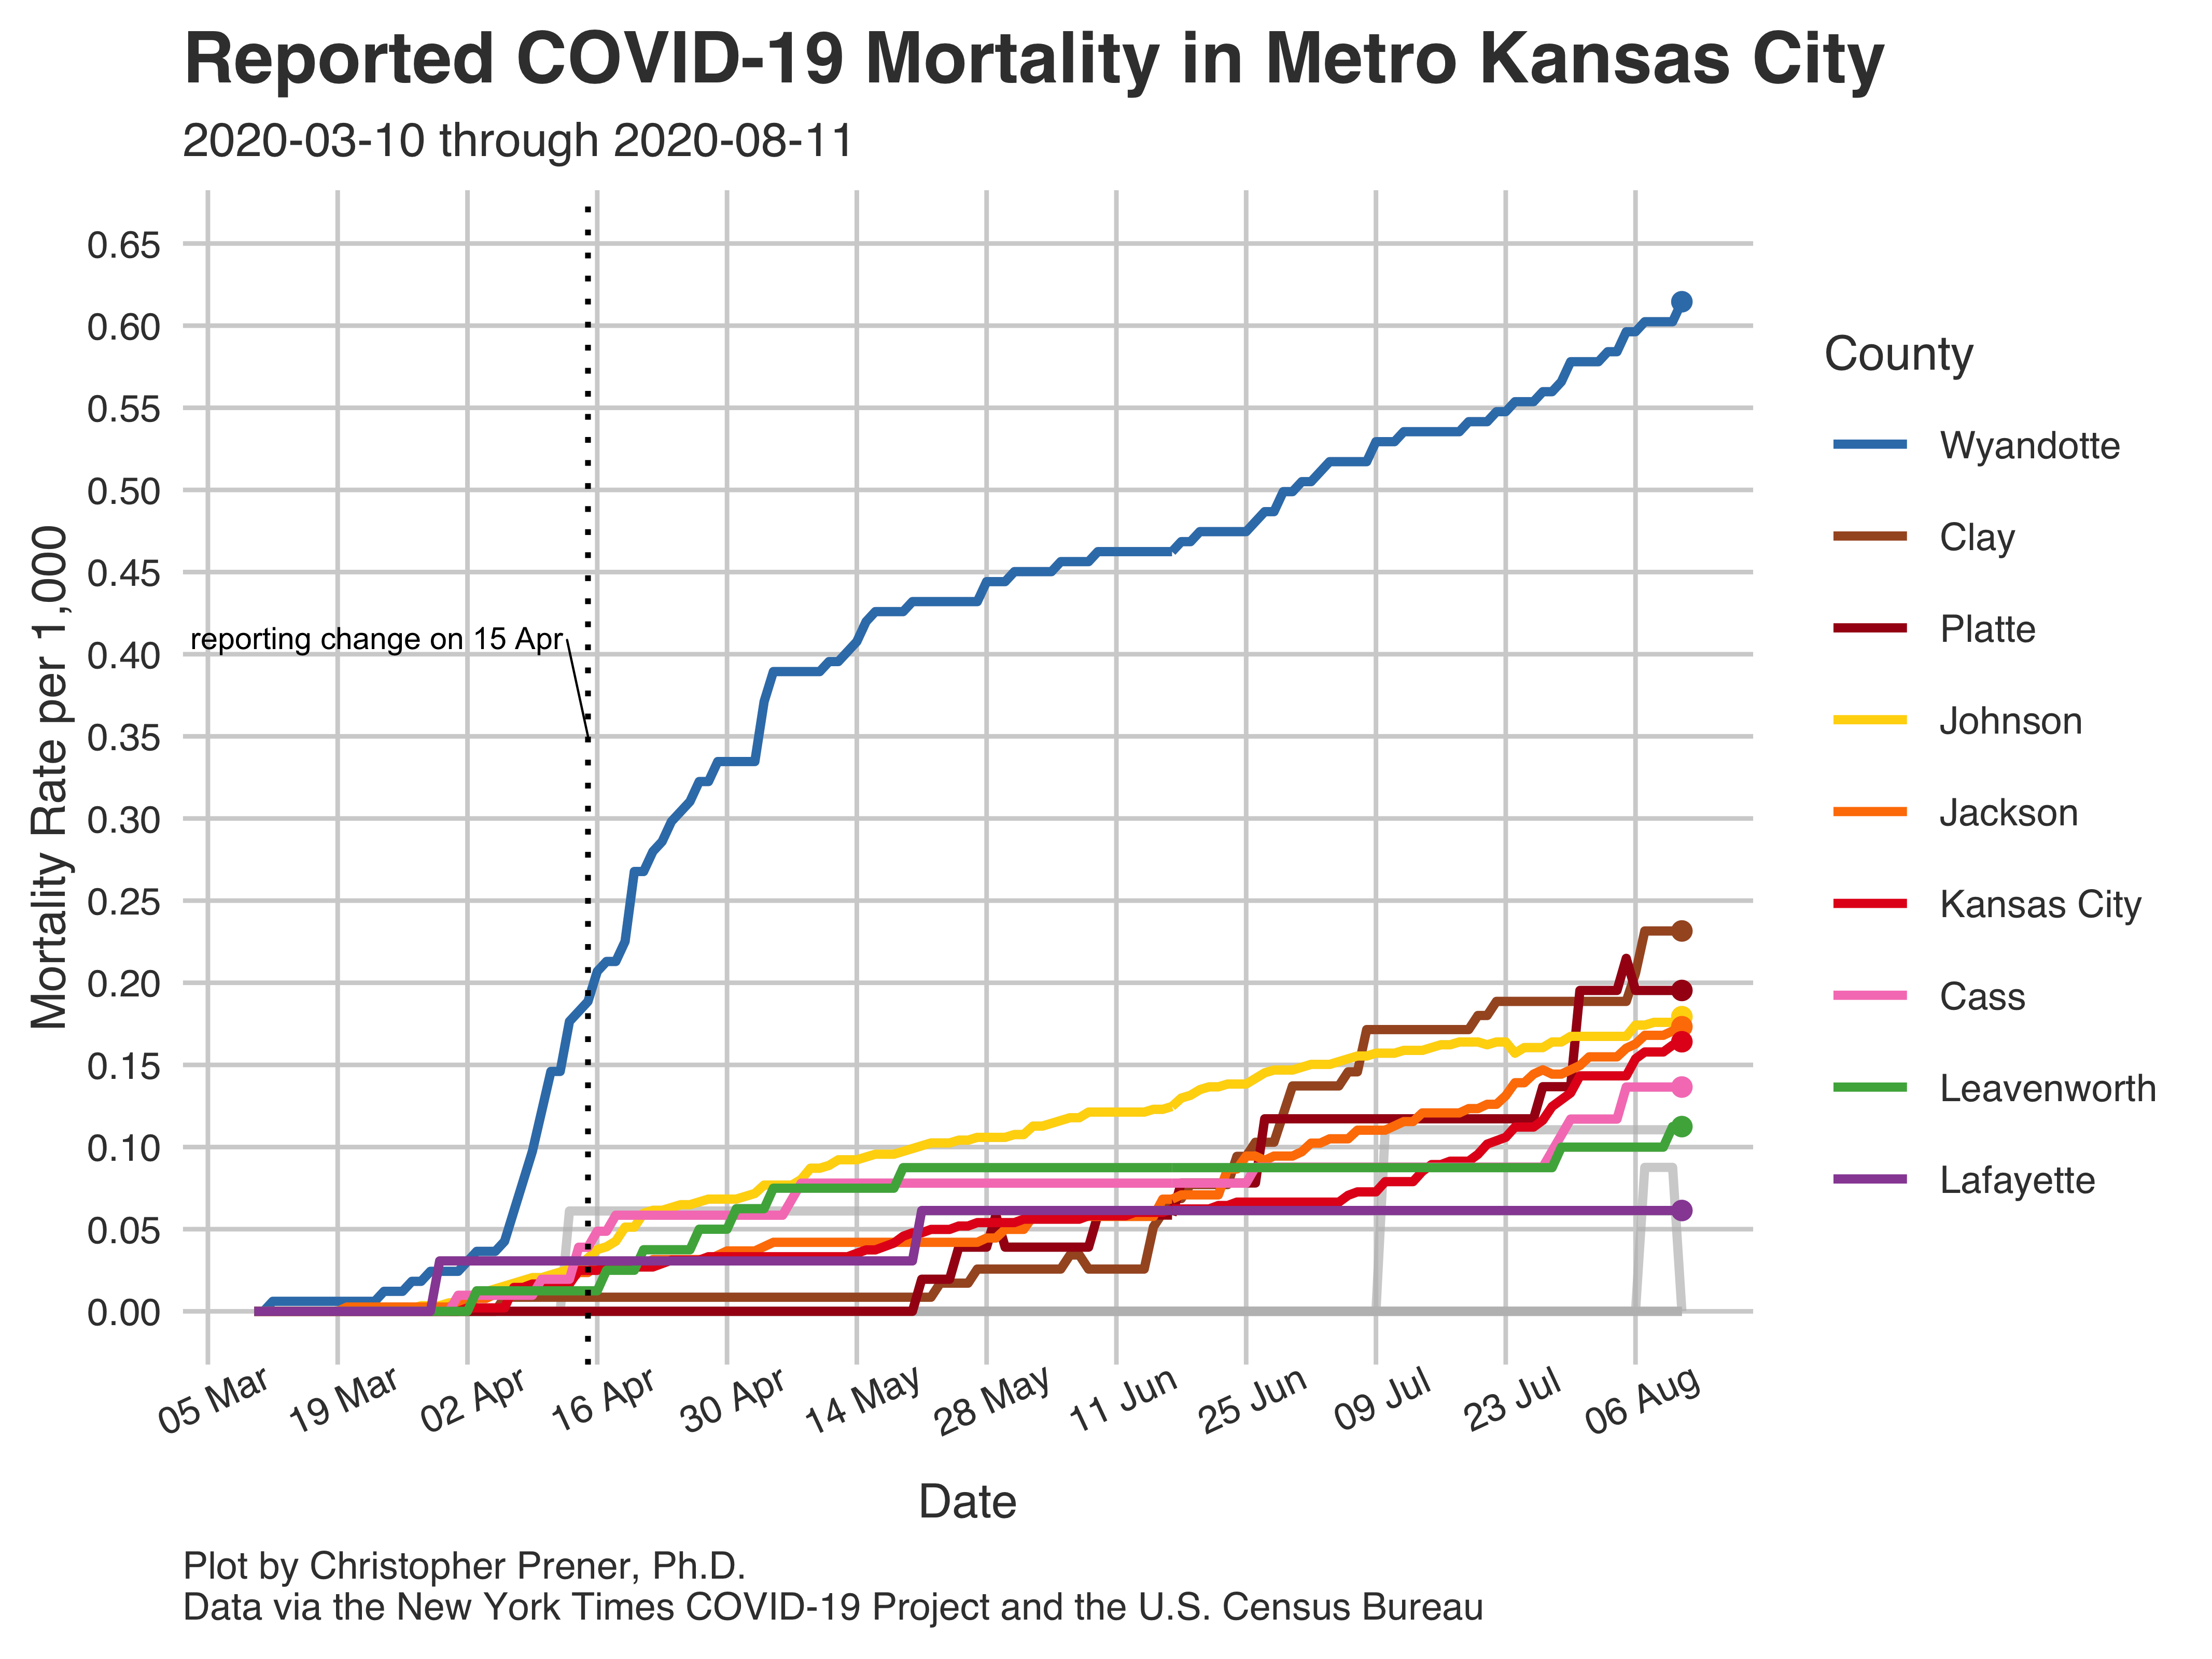 Reported COVID-19 Mortality in Metro Kansas City
2020-03-10 through 2020-08-11
Mortality Rate per 1,000
0.65
0.60
0.55
0.50
0.45
0.40
0.35
0.30
0.25
0.20
0.15
0.10
0.05
0.00
reporting change on 15 Apr
05 Mar
19 Mar
02 Apr
16 Apr
30 Apr
14 May
28 May
11 Jun
25 Jun
09 Jul
23 Jul
06 Aug
Date
County
Wyandotte
Clay
Platte
Johnson
Jackson
Kansas City
Cass
Leavenworth
Lafayette
Plot by Christopher Prener, Ph.D.
Data via the New York Times COVID-19 Project and the U.S. Census Bureau